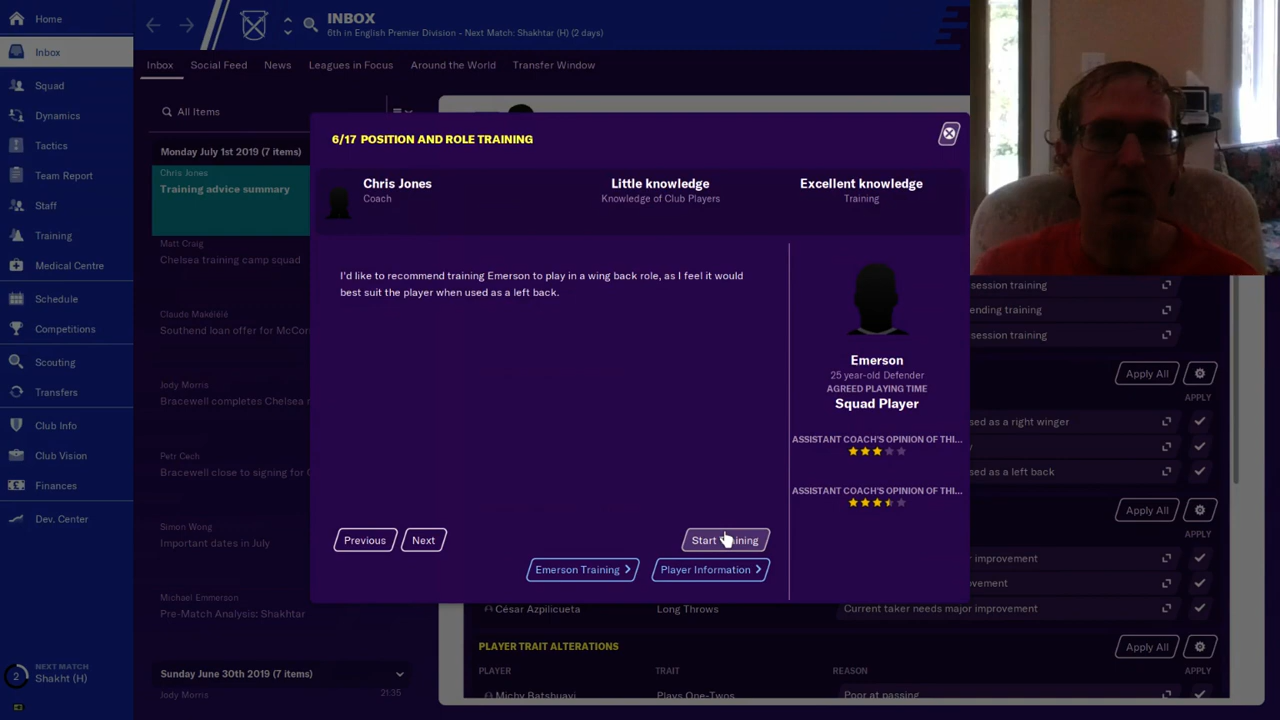 Home
INBOX
6th in English Premier Division - Next Match: Shakhtar (H) (2 days)
Inbox
Inbox
Social Feed
News
Leagues in Focus
Around the World
Transfer Window
Squad
Dynamics
Tactics
Team Report
Staff
Training
Medical Centre
Schedule
Competitions
Scouting
Transfers
Club Info
Club Vision
Finances
Dev. Center
NEXT MATCH
Shakht (H)
2
All Items
Monday July 1st 2019 (7 items)
Chris Jones
Training advice summary
Matt Craig
Chelsea training camp squad
Claude Makélélé
Southend loan offer for McCor
Jody Morris
Bracewell completes Chelsea r
Petr Cech
Bracewell close to signing for C
Simon Wong
Important dates in July
Michael Emmerson
Pre-Match Analysis: Shakhtar
Sunday June 30th 2019 (7 items)
Jody Morris
21:35
6/17 POSITION AND ROLE TRAINING
Chris Jones
Coach
Little knowledge
Knowledge of Club Players
Excellent knowledge
Training
I'd like to recommend training Emerson to play in a wing back role, as I feel it would
best suit the player when used as a left back.
Emerson
25 year-old Defender
AGREED PLAYING TIME
Squad Player
ASSISTANT COACH'S OPINION OF THI...
ASSISTANT COACH'S OPINION OF THI...
Previous
Next
Emerson Training
Player Information
session training
ending training
session training
Apply All
APPLY
sed as a right winger
sed as a left back
Apply All
r improvement
ovement
César Azpilicueta
Long Throws
Current taker needs major improvement
PLAYER TRAIT ALTERATIONS
Apply All
PLAYER
TRAIT
REASON
APPLY
Michy Batshuayi
Plays One-Twos
Poor at passing